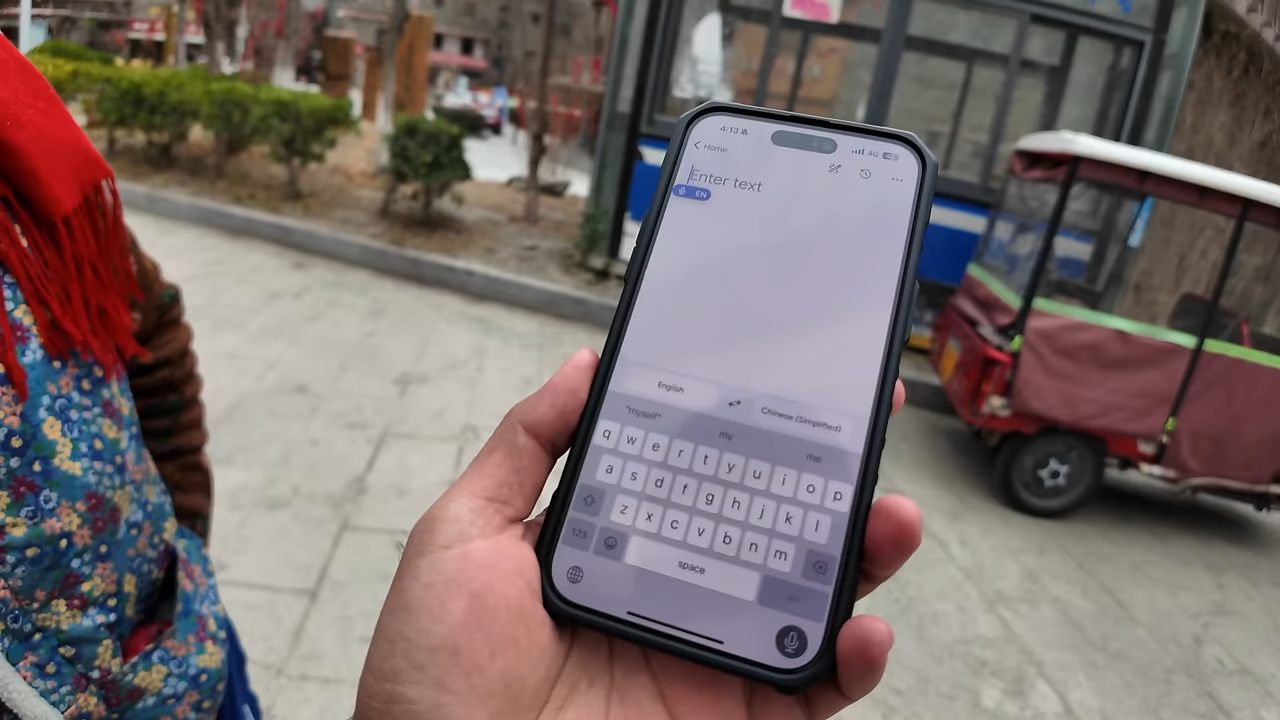 4:13 4G
Home
Enter text
EN
English Chinese (Simplified)
"myself" my me
q w e r t y u i o p
a s d f g h j k l
z x c v b n m
123 space